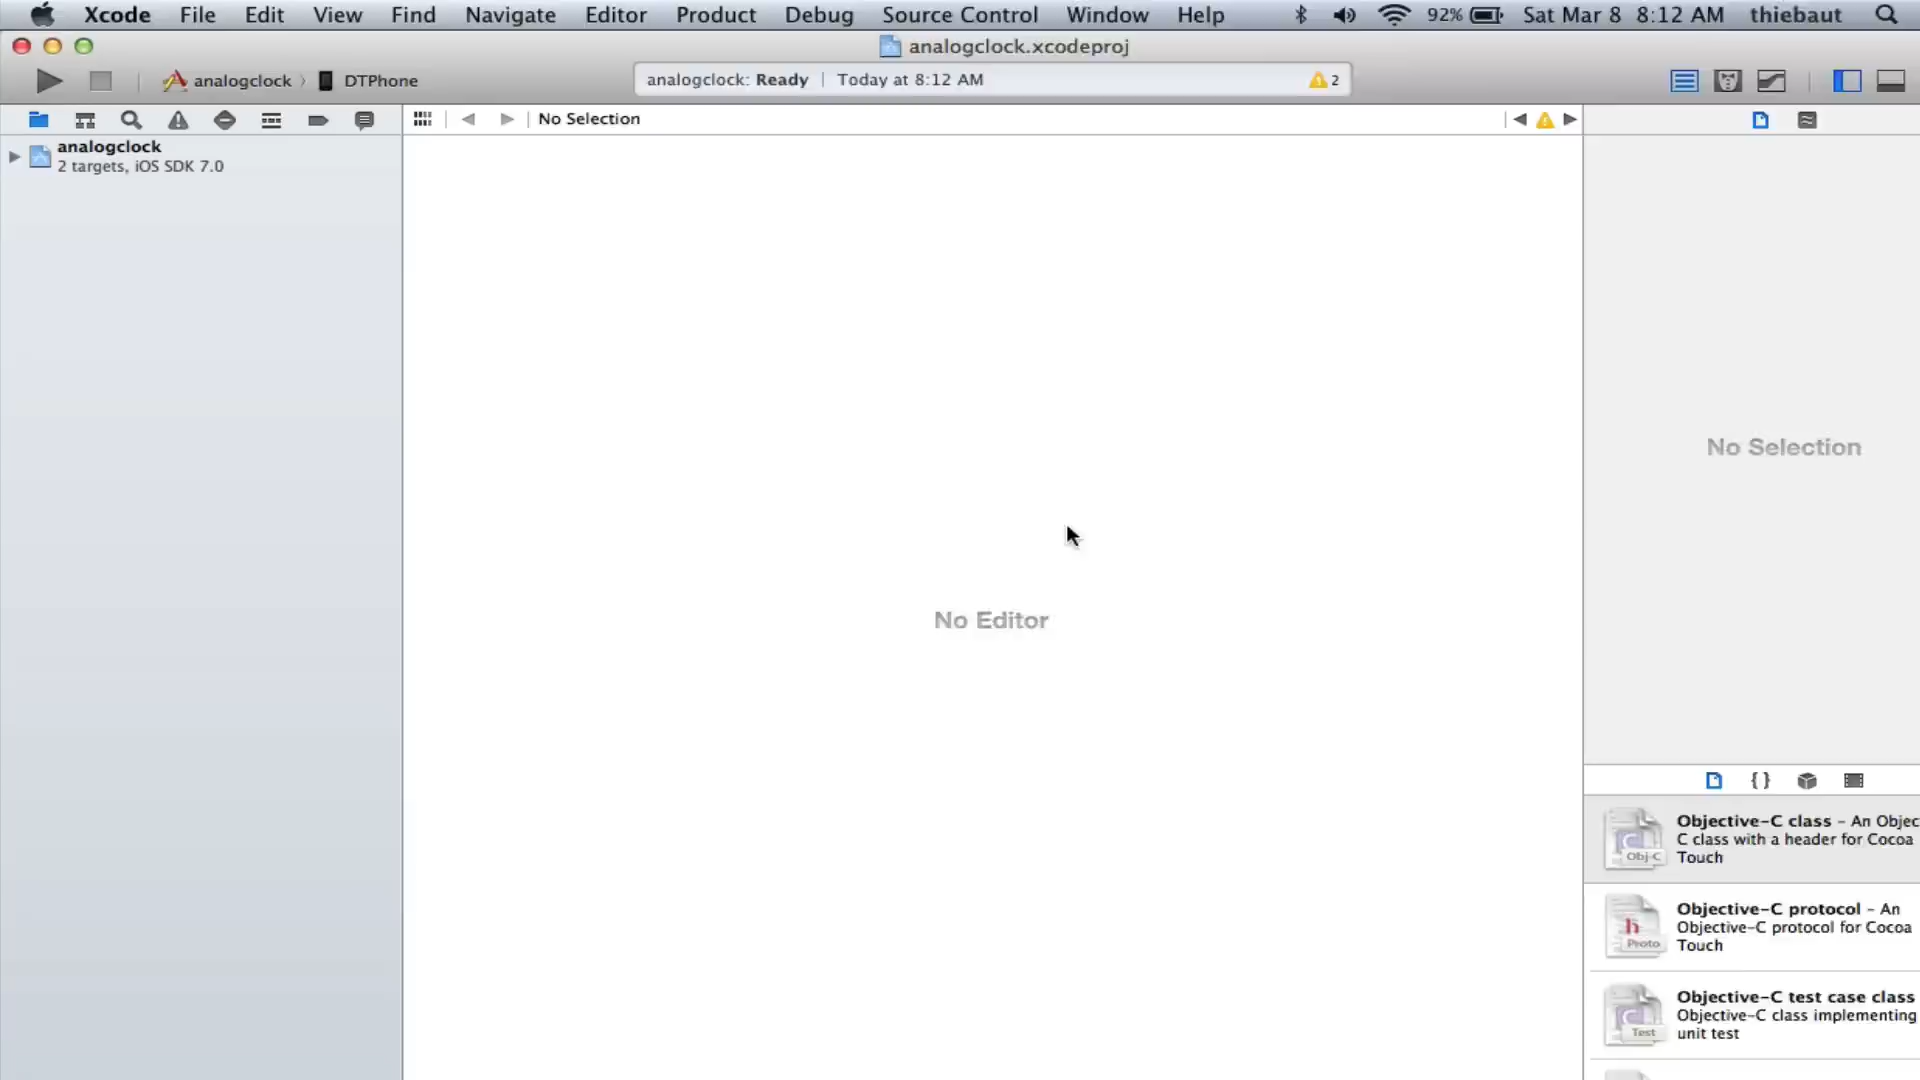 Xcode File Edit View Find Navigate Editor Product Debug Source Control Window Help 92% Sat Mar 8 8:12 AM thiebaut
analogclock.xcodeproj
analogclock DTPhone analogclock: Ready | Today at 8:12 AM 2
No Selection
analogclock
2 targets, iOS SDK 7.0
No Selection
No Editor
{ }
Objective-C class – An Objec
C class with a header for Cocoa
Touch
Obj-C
Objective-C protocol – An
Objective-C protocol for Cocoa
Touch
h
Proto
Objective-C test case class
Objective-C class implementing
unit test
Test